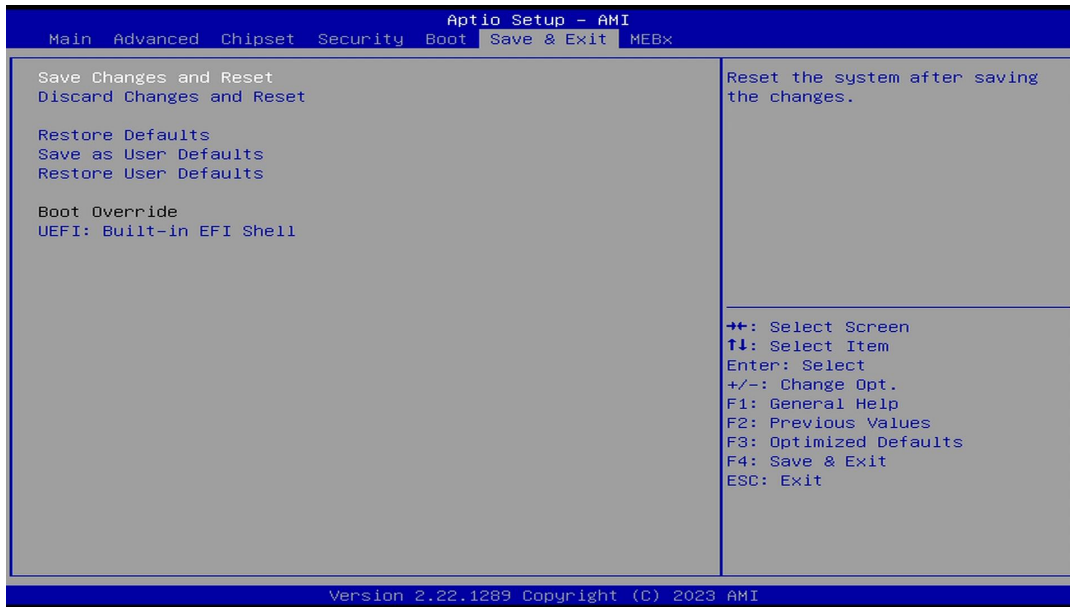 Aptio Setup – AMI
Main Advanced Chipset Security Boot Save & Exit MEBx
Save Changes and Reset
Discard Changes and Reset
Restore Defaults
Save as User Defaults
Restore User Defaults
Boot Override
UEFI: Built-in EFI Shell
Reset the system after saving
the changes.
→←: Select Screen
↑↓: Select Item
Enter: Select
+/-: Change Opt.
F1: General Help
F2: Previous Values
F3: Optimized Defaults
F4: Save & Exit
ESC: Exit
Version 2.22.1289 Copyright (C) 2023 AMI